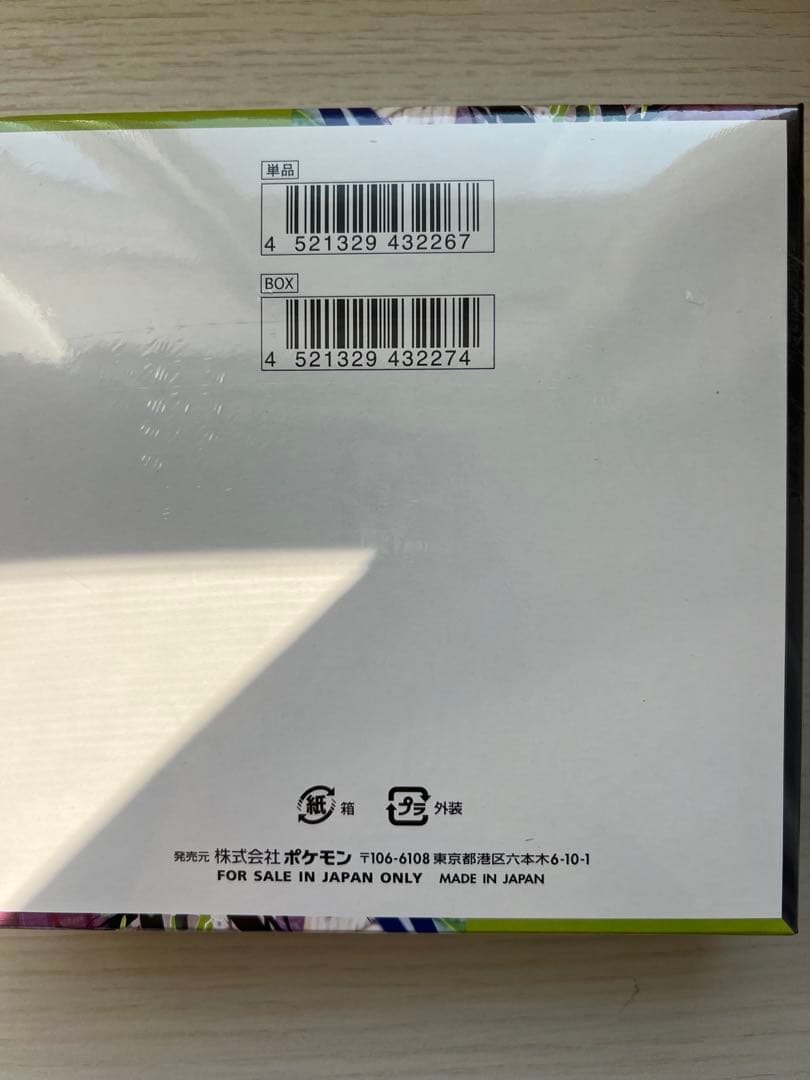 単品
4 521329 432267
BOX
4 521329 432274
紙 箱 プラ 外装
発売元 株式会社 ポケモン 〒106-6108 東京都港区六本木6-10-1
FOR SALE IN JAPAN ONLY MADE IN JAPAN